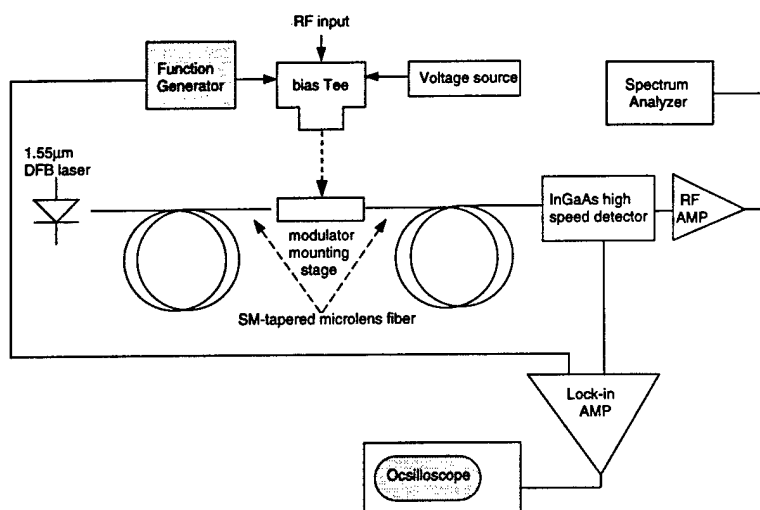 RF input
Function
Generator
bias Tee
Voltage source
Spectrum
Analyzer
1.55µm
DFB laser
InGaAs high
speed detector
RF
AMP
modulator
mounting
stage
SM-tapered microlens fiber
Lock-in
AMP
Ocsilloscope